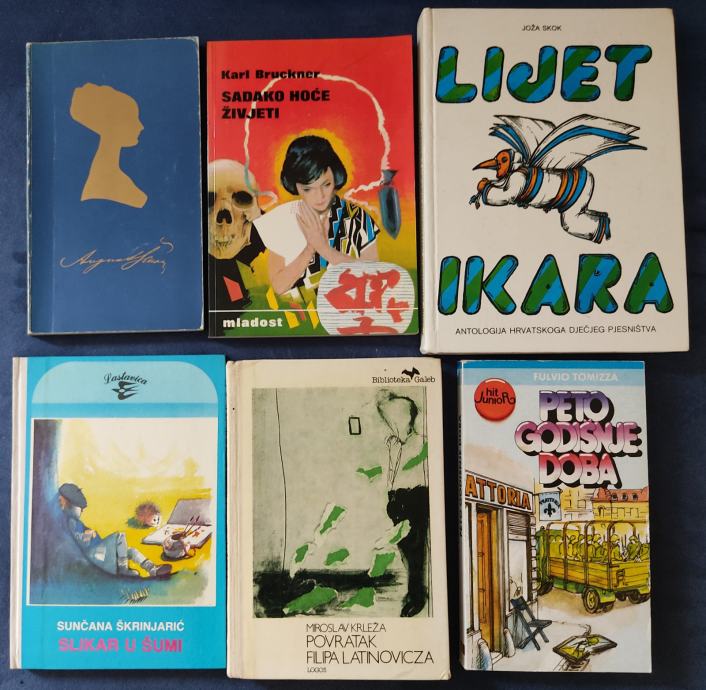 August Šenoa
Karl Bruckner
SADAKO HOĆE
ŽIVJETI
mladost
JOŽA SKOK
LIJET
IKARA
ANTOLOGIJA HRVATSKOGA DJEČJEG PJESNIŠTVA
Lastavica
SUNČANA ŠKRINJARIĆ
SLIKAR U ŠUMI
Biblioteka Galeb
MIROSLAV KRLEŽA
POVRATAK
FILIPA LATINOVICZA
LOGOS
FULVIO TOMIZZA
hit
JUNIOR
PETO
GODIŠNJE
DOBA
ATTORIA